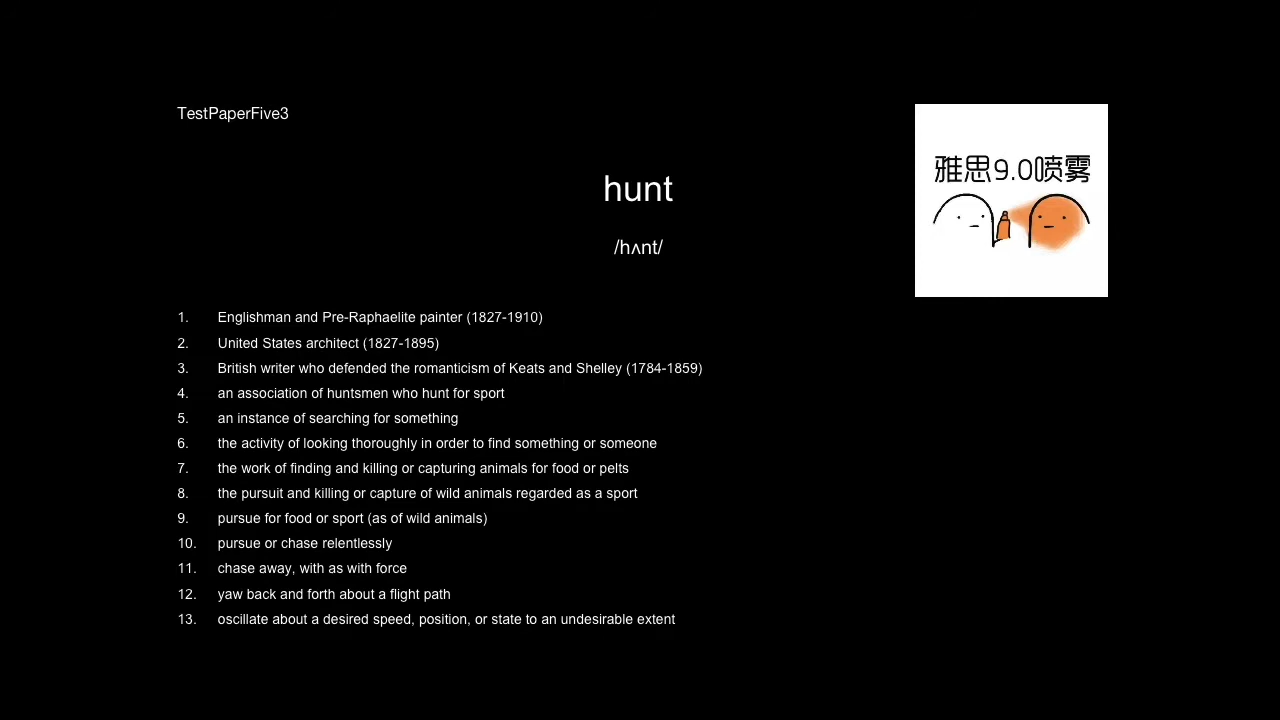 TestPaperFive3
雅思9.0喷雾
hunt
/hʌnt/
1. Englishman and Pre-Raphaelite painter (1827-1910)
2. United States architect (1827-1895)
3. British writer who defended the romanticism of Keats and Shelley (1784-1859)
4. an association of huntsmen who hunt for sport
5. an instance of searching for something
6. the activity of looking thoroughly in order to find something or someone
7. the work of finding and killing or capturing animals for food or pelts
8. the pursuit and killing or capture of wild animals regarded as a sport
9. pursue for food or sport (as of wild animals)
10. pursue or chase relentlessly
11. chase away, with as with force
12. yaw back and forth about a flight path
13. oscillate about a desired speed, position, or state to an undesirable extent